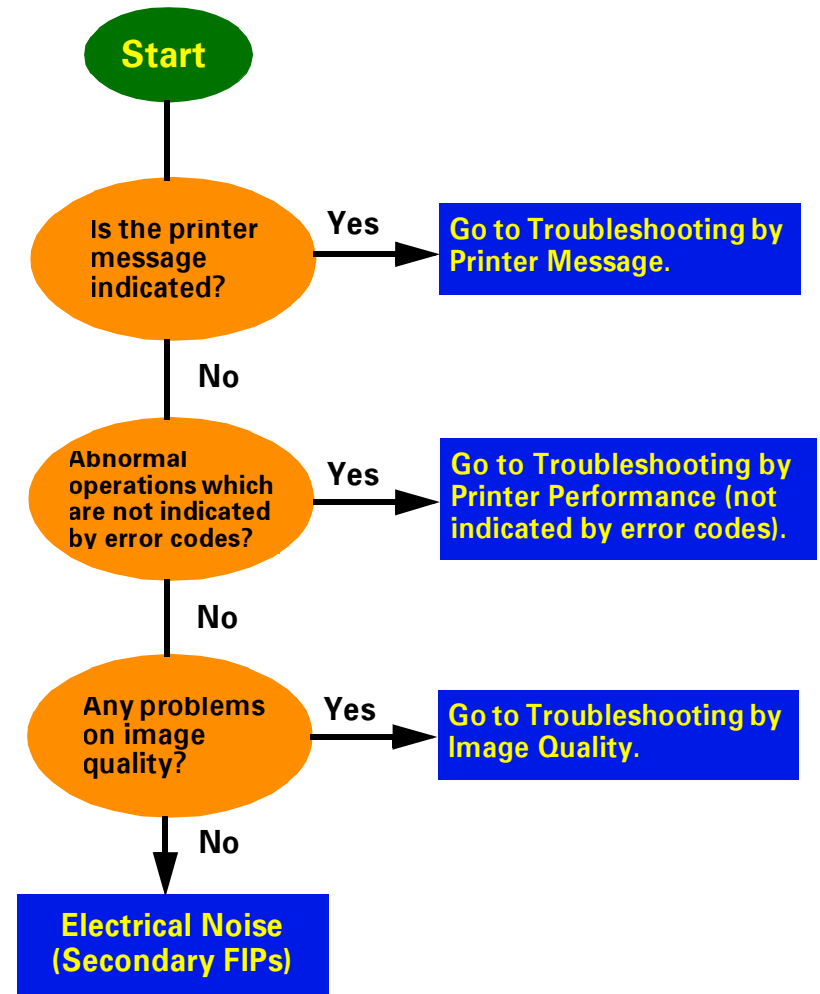 Start
Is the printer
message
indicated?
Yes
Go to Troubleshooting by
Printer Message.
No
Abnormal
operations which
are not indicated
by error codes?
Yes
Go to Troubleshooting by
Printer Performance (not
indicated by error codes).
No
Any problems
on image
quality?
Yes
Go to Troubleshooting by
Image Quality.
No
Electrical Noise
(Secondary FIPs)